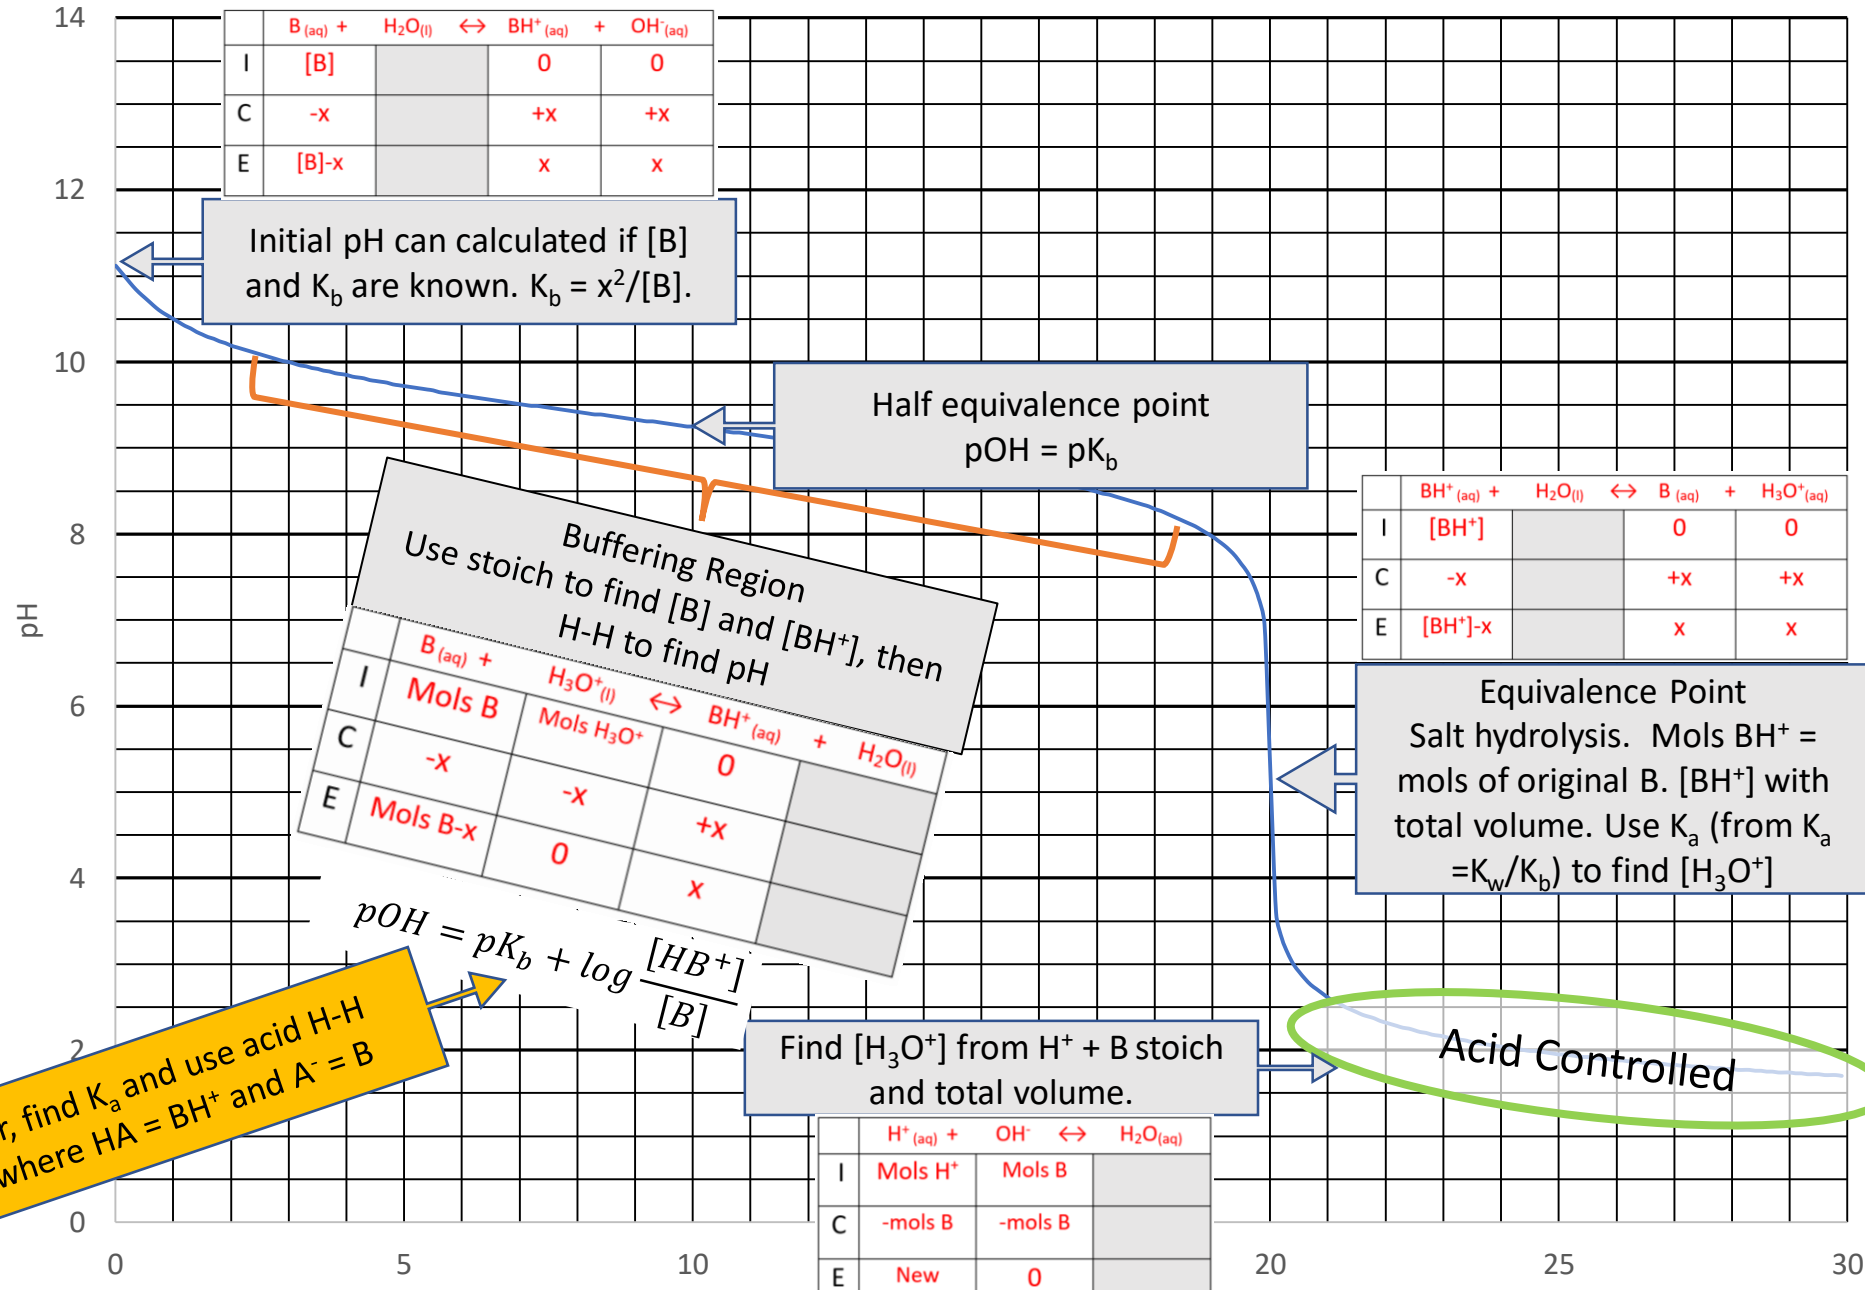 14
12
10
8
6
4
2
0
pH
0 5 10 20 25 30
B (aq) + H₂O(l) ↔ BH⁺ (aq) + OH⁻(aq)
I [B] 0 0
C -x +x +x
E [B]-x x x
Initial pH can calculated if [B]
and K_b are known. K_b = x²/[B].
Half equivalence point
pOH = pK_b
Buffering Region
Use stoich to find [B] and [BH⁺], then
H-H to find pH
B(aq) + H₃O⁺(l) ↔ BH⁺(aq) + H₂O(l)
I Mols B Mols H₃O⁺ 0
C -x -x +x
E Mols B-x 0 x
pOH = pK_b + log [HB⁺]/[B]
r, find Kₐ and use acid H-H
where HA = BH⁺ and A⁻ = B
BH⁺ (aq) + H₂O(l) ↔ B (aq) + H₃O⁺(aq)
I [BH⁺] 0 0
C -x +x +x
E [BH⁺]-x x x
Equivalence Point
Salt hydrolysis. Mols BH⁺ =
mols of original B. [BH⁺] with
total volume. Use Kₐ (from Kₐ
=K_w/K_b) to find [H₃O⁺]
Find [H₃O⁺] from H⁺ + B stoich
and total volume.
Acid Controlled
H⁺ (aq) + OH⁻ ↔ H₂O(aq)
I Mols H⁺ Mols B
C -mols B -mols B
E New 0